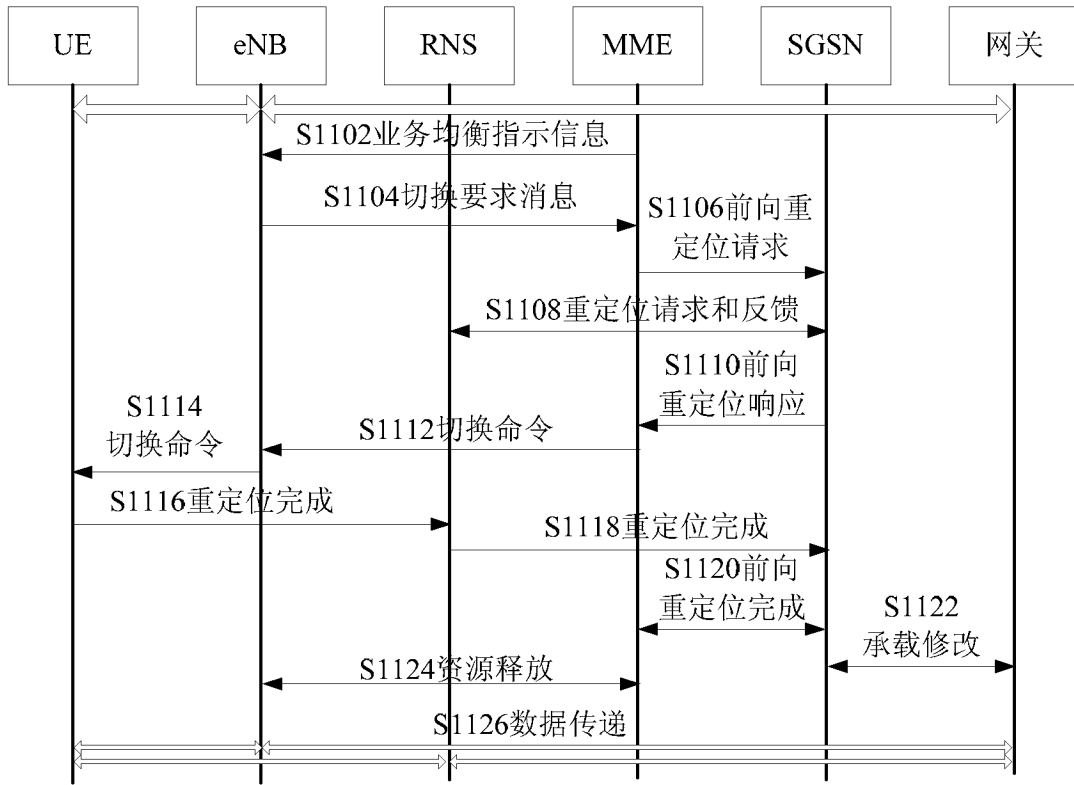 UE
eNB
RNS
MME
SGSN
网关
S1102业务均衡指示信息
S1104切换要求消息
S1106前向重
定位请求
S1108重定位请求和反馈
S1110前向
重定位响应
S1112切换命令
S1114
切换命令
S1116重定位完成
S1118重定位完成
S1120前向
重定位完成
S1122
承载修改
S1124资源释放
S1126数据传递